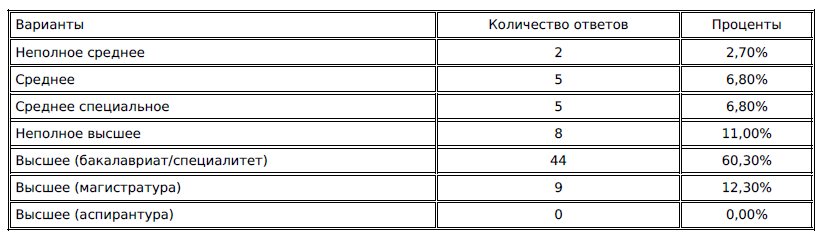 Варианты Количество ответов Проценты
Неполное среднее 2 2,70%
Среднее 5 6,80%
Среднее специальное 5 6,80%
Неполное высшее 8 11,00%
Высшее (бакалавриат/специалитет) 44 60,30%
Высшее (магистратура) 9 12,30%
Высшее (аспирантура) 0 0,00%